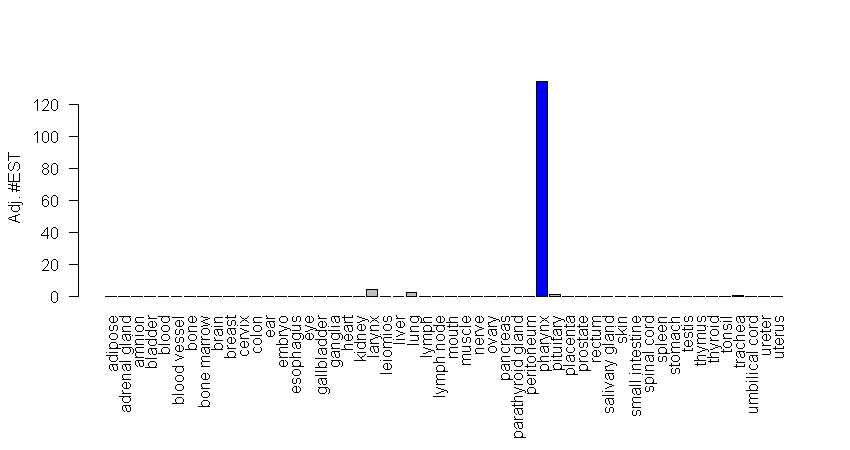 Adj. #EST
120
100
80
60
40
20
0
adipose
adrenal gland
amnion
bladder
blood
blood vessel
bone
bone marrow
brain
breast
cervix
colon
ear
embryo
esophagus
eye
gallbladder
ganglia
heart
kidney
larynx
leiomios
liver
lung
lymph
lymph node
mouth
muscle
nerve
ovary
pancreas
parathyroid gland
peritoneum
pharynx
pituitary
placenta
prostate
rectum
salivary gland
skin
small intestine
spinal cord
spleen
stomach
testis
thymus
thyroid
tonsil
trachea
umbilical cord
ureter
uterus